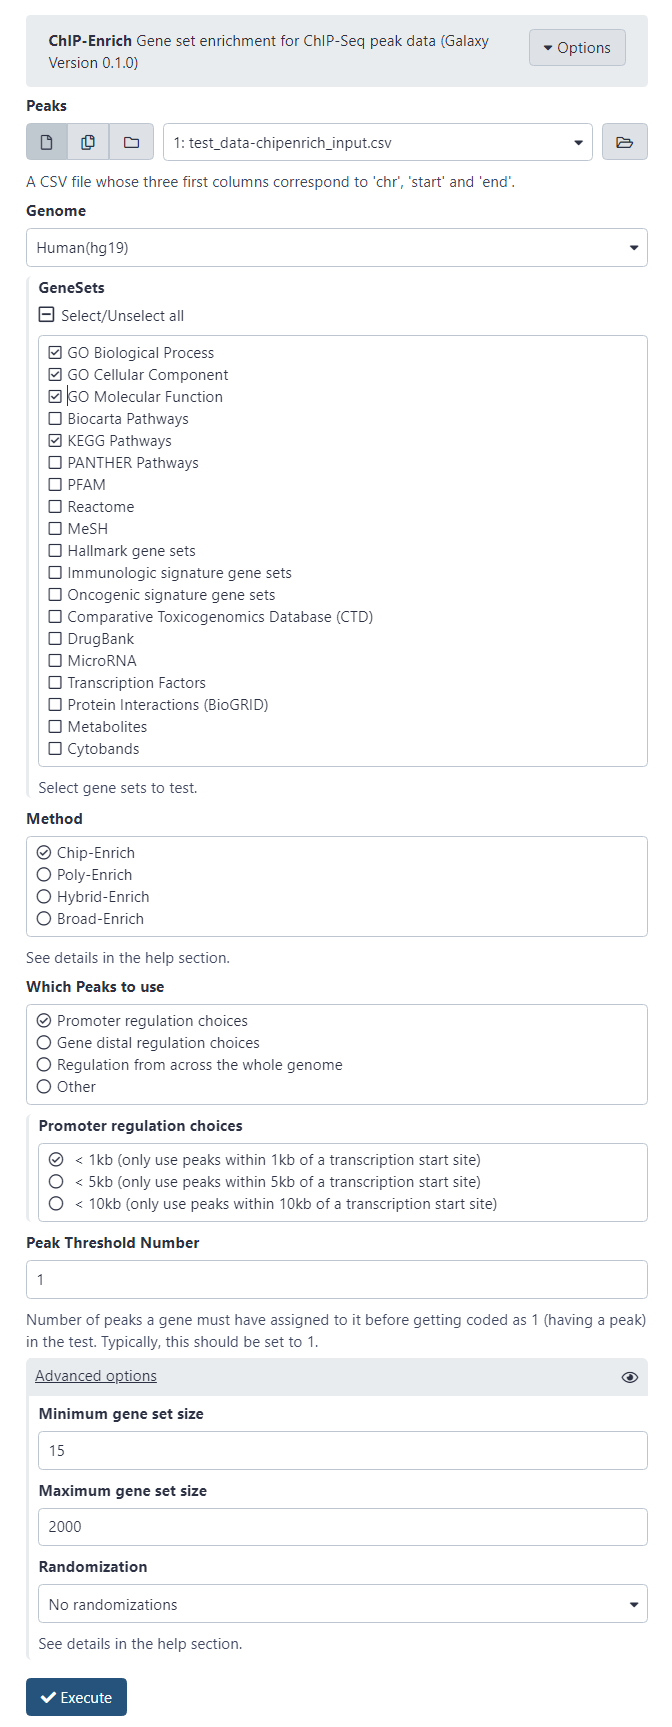 ChIP-Enrich Gene set enrichment for ChIP-Seq peak data (Galaxy
Version 0.1.0)
Options
Peaks
1: test_data-chipenrich_input.csv
A CSV file whose three first columns correspond to 'chr', 'start' and 'end'.
Genome
Human(hg19)
GeneSets
Select/Unselect all
GO Biological Process
GO Cellular Component
GO Molecular Function
Biocarta Pathways
KEGG Pathways
PANTHER Pathways
PFAM
Reactome
MeSH
Hallmark gene sets
Immunologic signature gene sets
Oncogenic signature gene sets
Comparative Toxicogenomics Database (CTD)
DrugBank
MicroRNA
Transcription Factors
Protein Interactions (BioGRID)
Metabolites
Cytobands
Select gene sets to test.
Method
Chip-Enrich
Poly-Enrich
Hybrid-Enrich
Broad-Enrich
See details in the help section.
Which Peaks to use
Promoter regulation choices
Gene distal regulation choices
Regulation from across the whole genome
Other
Promoter regulation choices
< 1kb (only use peaks within 1kb of a transcription start site)
< 5kb (only use peaks within 5kb of a transcription start site)
< 10kb (only use peaks within 10kb of a transcription start site)
Peak Threshold Number
1
Number of peaks a gene must have assigned to it before getting coded as 1 (having a peak)
in the test. Typically, this should be set to 1.
Advanced options
Minimum gene set size
15
Maximum gene set size
2000
Randomization
No randomizations
See details in the help section.
Execute